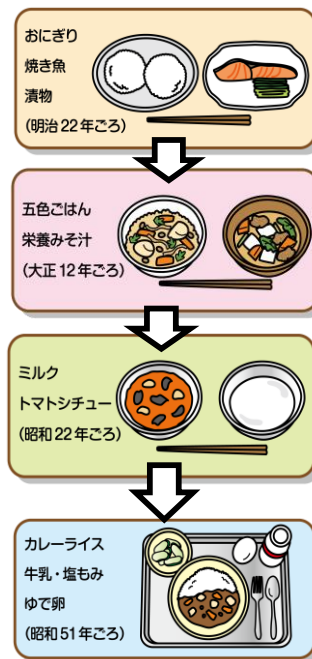 おにぎり
焼き魚
漬物
(明治22年ごろ)
五色ごはん
栄養みそ汁
(大正12年ごろ)
ミルク
トマトシチュー
(昭和22年ごろ)
カレーライス
牛乳・塩もみ
ゆで卵
(昭和51年ごろ)